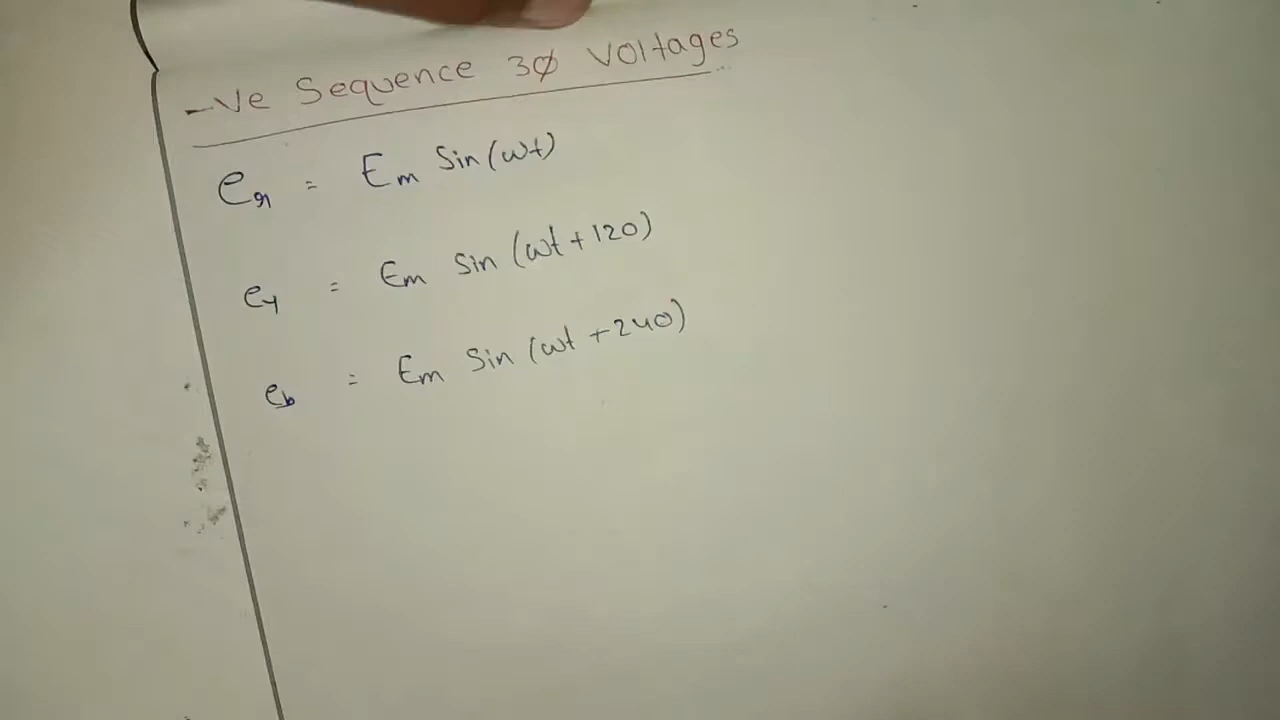 -Ve Sequence 3Ø Voltages
er = Em Sin(ωt)
ey = Em Sin (ωt+120)
eb = Em Sin (ωt +240)